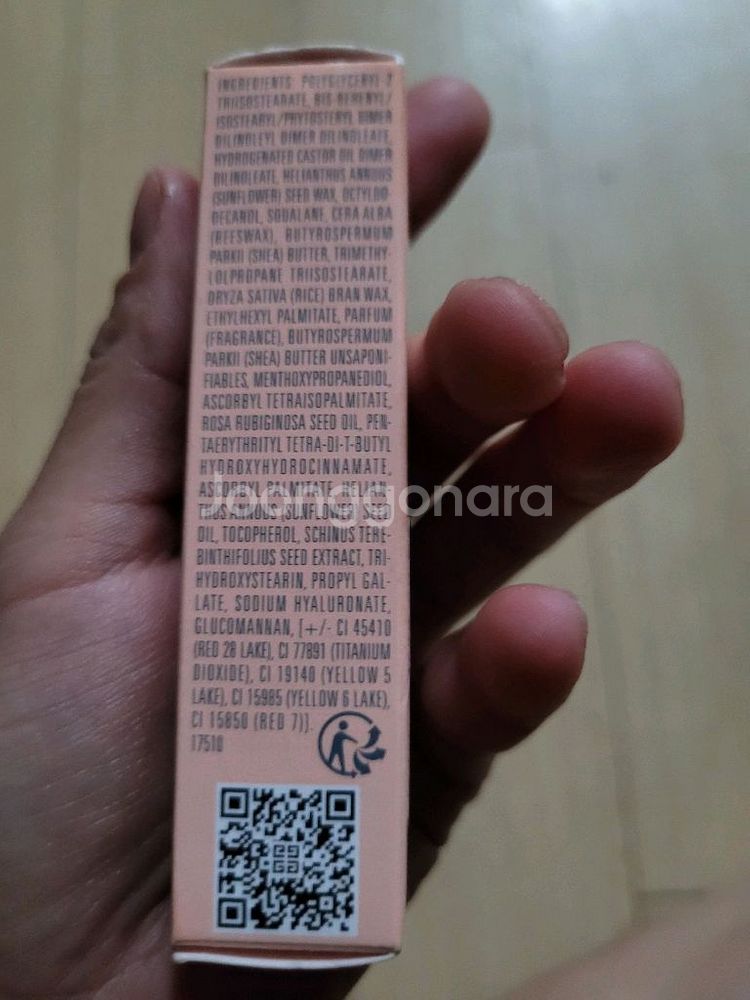 INGREDIENTS: POLYGLYCERYL-2
TRIISOSTEARATE, BIS-BEHENYL/
ISOSTEARYL/PHYTOSTERYL DIMER
DILINOLEYL DIMER DILINOLEATE,
HYDROGENATED CASTOR OIL DIMER
DILINOLEATE, HELIANTHUS ANNUUS
(SUNFLOWER) SEED WAX, OCTYLDO-
DECANOL, SQUALANE, CERA ALBA
(BEESWAX), BUTYROSPERMUM
PARKII (SHEA) BUTTER, TRIMETHY-
LOLPROPANE TRIISOSTEARATE,
ORYZA SATIVA (RICE) BRAN WAX,
ETHYLHEXYL PALMITATE, PARFUM
(FRAGRANCE), BUTYROSPERMUM
PARKII (SHEA) BUTTER UNSAPONI-
FIABLES, MENTHOXYPROPANEDIOL,
ASCORBYL TETRAISOPALMITATE,
ROSA RUBIGINOSA SEED OIL, PEN-
TAERYTHRITYL TETRA-DI-T-BUTYL
HYDROXYHYDROCINNAMATE,
ASCORBYL PALMITATE, HELIAN-
THUS ANNUUS (SUNFLOWER) SEED
OIL, TOCOPHEROL, SCHINUS TERE-
BINTHIFOLIUS SEED EXTRACT, TRI-
HYDROXYSTEARIN, PROPYL GAL-
LATE, SODIUM HYALURONATE,
GLUCOMANNAN, [+/- CI 45410
(RED 28 LAKE), CI 77891 (TITANIUM
DIOXIDE), CI 19140 (YELLOW 5
LAKE), CI 15985 (YELLOW 6 LAKE),
CI 15850 (RED 7)].
17510
Joonggonara